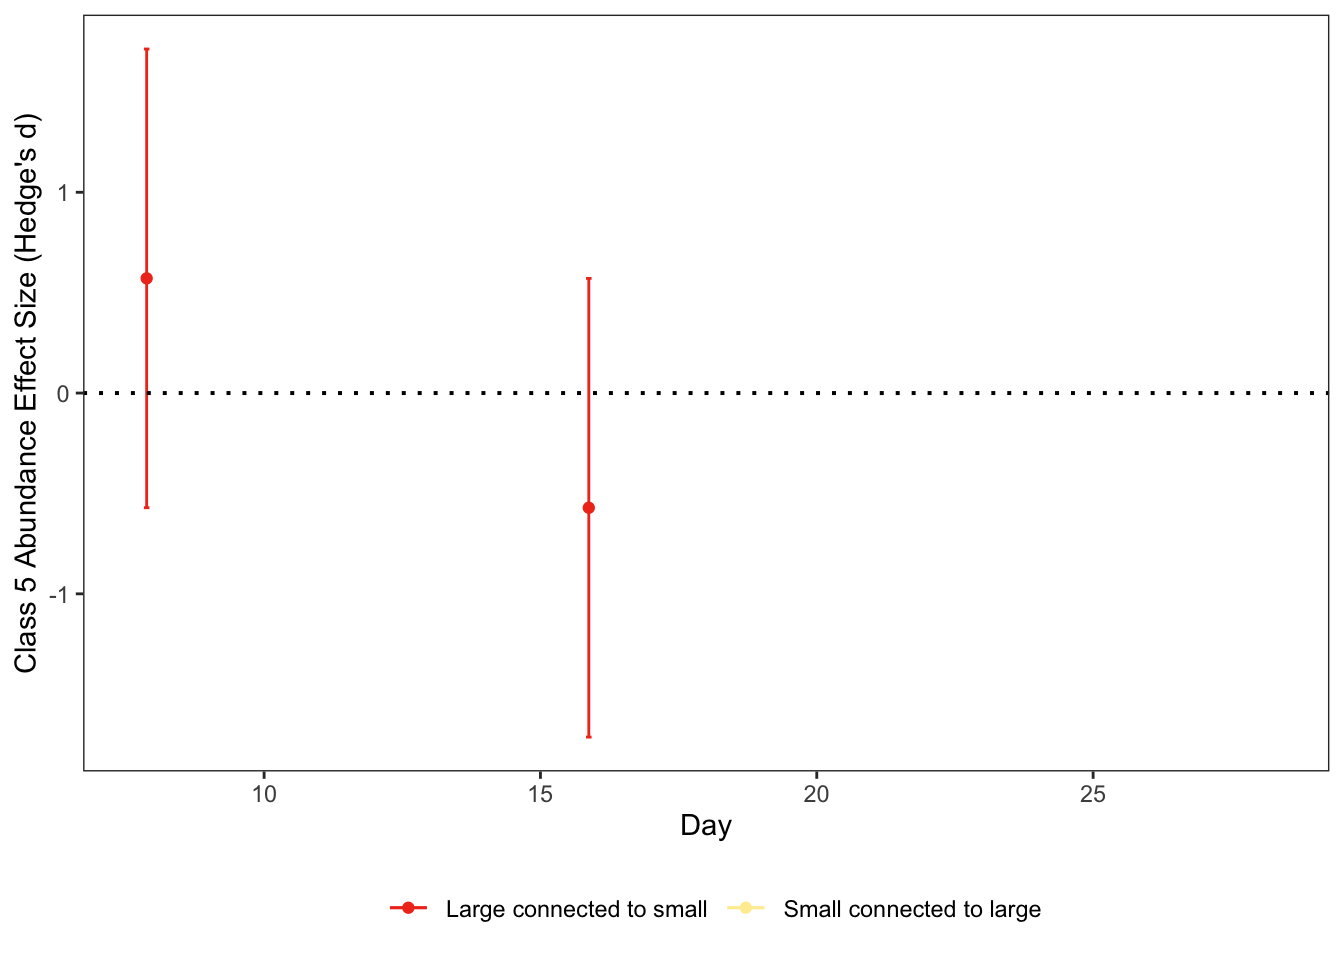 Class 5 Abundance Effect Size (Hedge's d)
1
0
-1
10 15 20 25
Day
Large connected to small Small connected to large